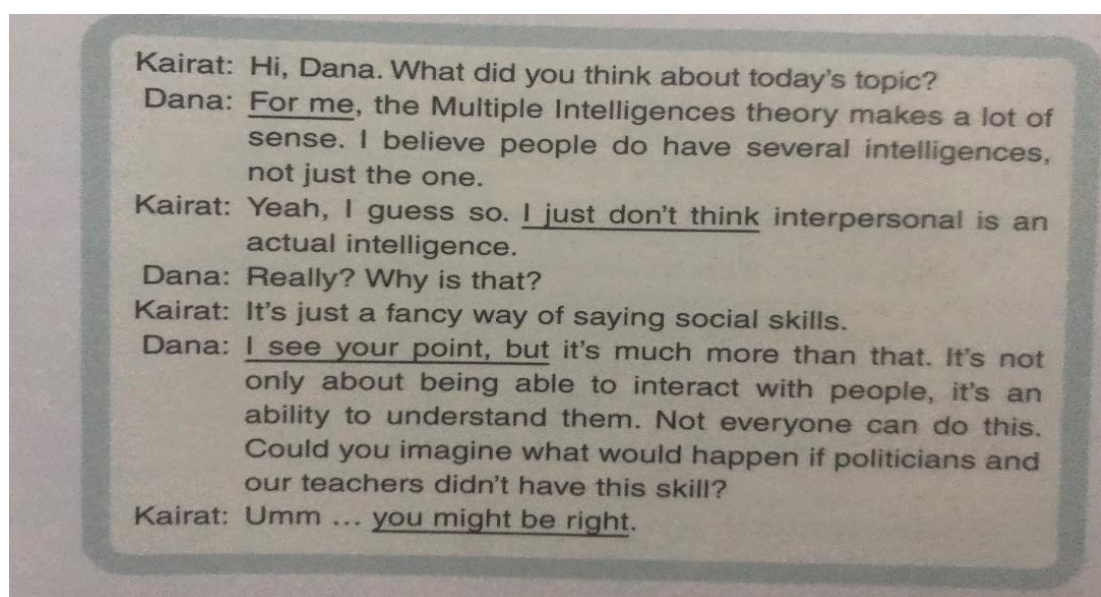 Kairat: Hi, Dana. What did you think about today's topic?
Dana: For me, the Multiple Intelligences theory makes a lot of
sense. I believe people do have several intelligences,
not just the one.
Kairat: Yeah, I guess so. I just don't think interpersonal is an
actual intelligence.
Dana: Really? Why is that?
Kairat: It's just a fancy way of saying social skills.
Dana: I see your point, but it's much more than that. It's not
only about being able to interact with people, it's an
ability to understand them. Not everyone can do this.
Could you imagine what would happen if politicians and
our teachers didn't have this skill?
Kairat: Umm ... you might be right.